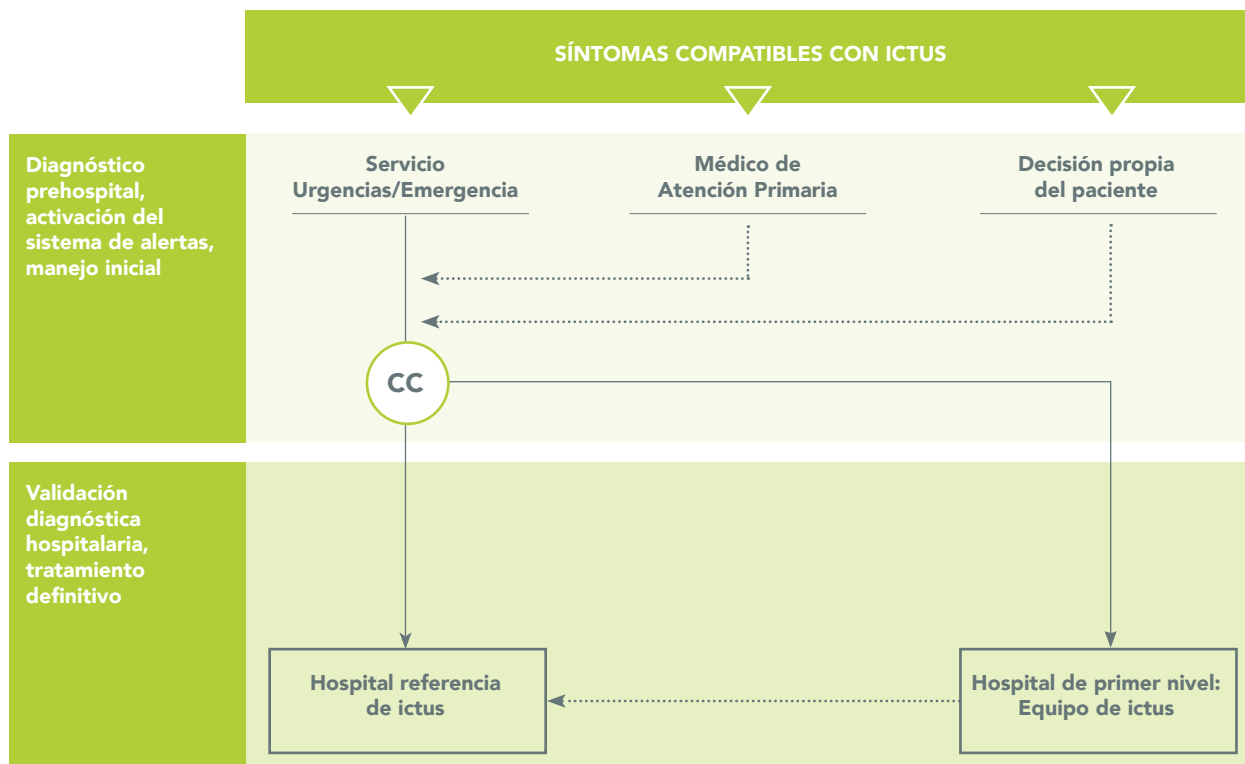 SÍNTOMAS COMPATIBLES CON ICTUS
Diagnóstico
prehospital,
activación del
sistema de alertas,
manejo inicial
Servicio
Urgencias/Emergencia
Médico de
Atención Primaria
Decisión propia
del paciente
CC
Validación
diagnóstica
hospitalaria,
tratamiento
definitivo
Hospital referencia
de ictus
Hospital de primer nivel:
Equipo de ictus